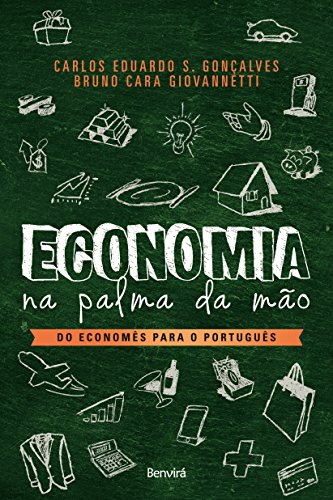 CARLOS EDUARDO S. GONÇALVES
BRUNO CARA GIOVANNETTI
ECONOMIA
na palma da mão
DO ECONOMÊS PARA O PORTUGUÊS
Benvirá